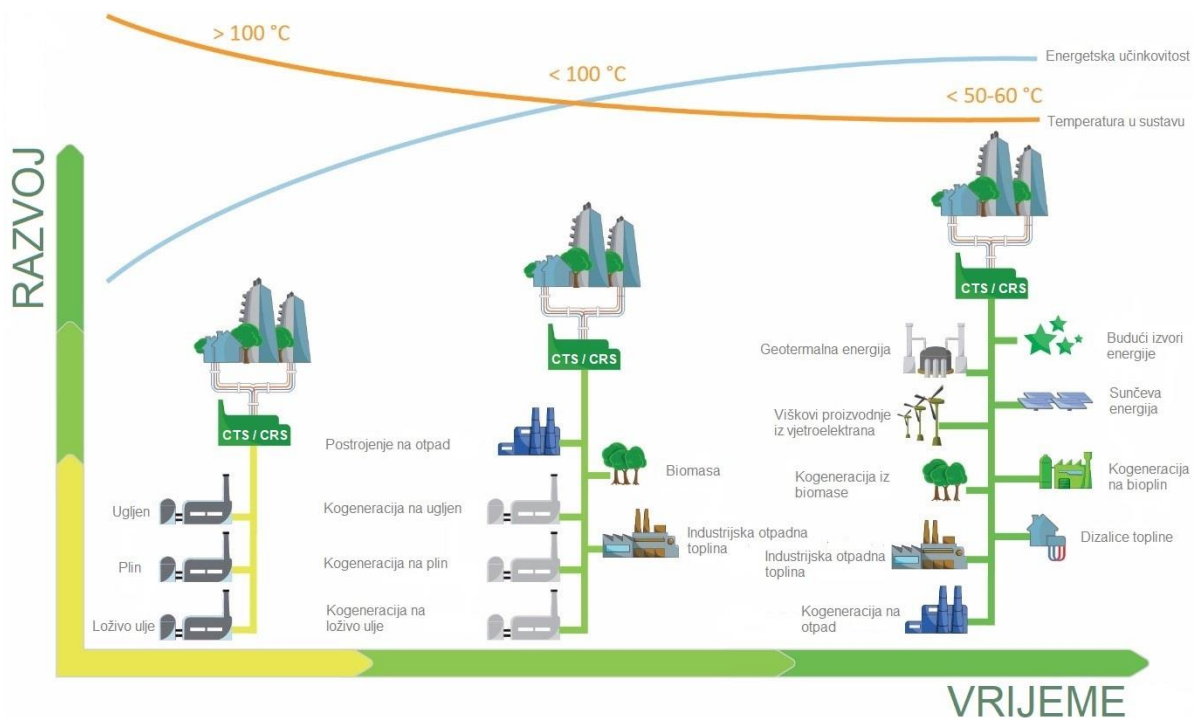 > 100 °C
< 100 °C
< 50-60 °C
Energetska učinkovitost
Temperatura u sustavu
RAZVOJ
CTS / CRS
Ugljen
Plin
Loživo ulje
CTS / CRS
Postrojenje na otpad
Biomasa
Kogeneracija na ugljen
Industrijska otpadna
toplina
Kogeneracija na plin
Kogeneracija na
loživo ulje
CTS / CRS
Geotermalna energija
Budući izvori
energije
Viškovi proizvodnje
iz vjetroelektrana
Sunčeva
energija
Kogeneracija iz
biomase
Kogeneracija
na bioplin
Industrijska otpadna
toplina
Dizalice topline
Kogeneracija na
otpad
VRIJEME